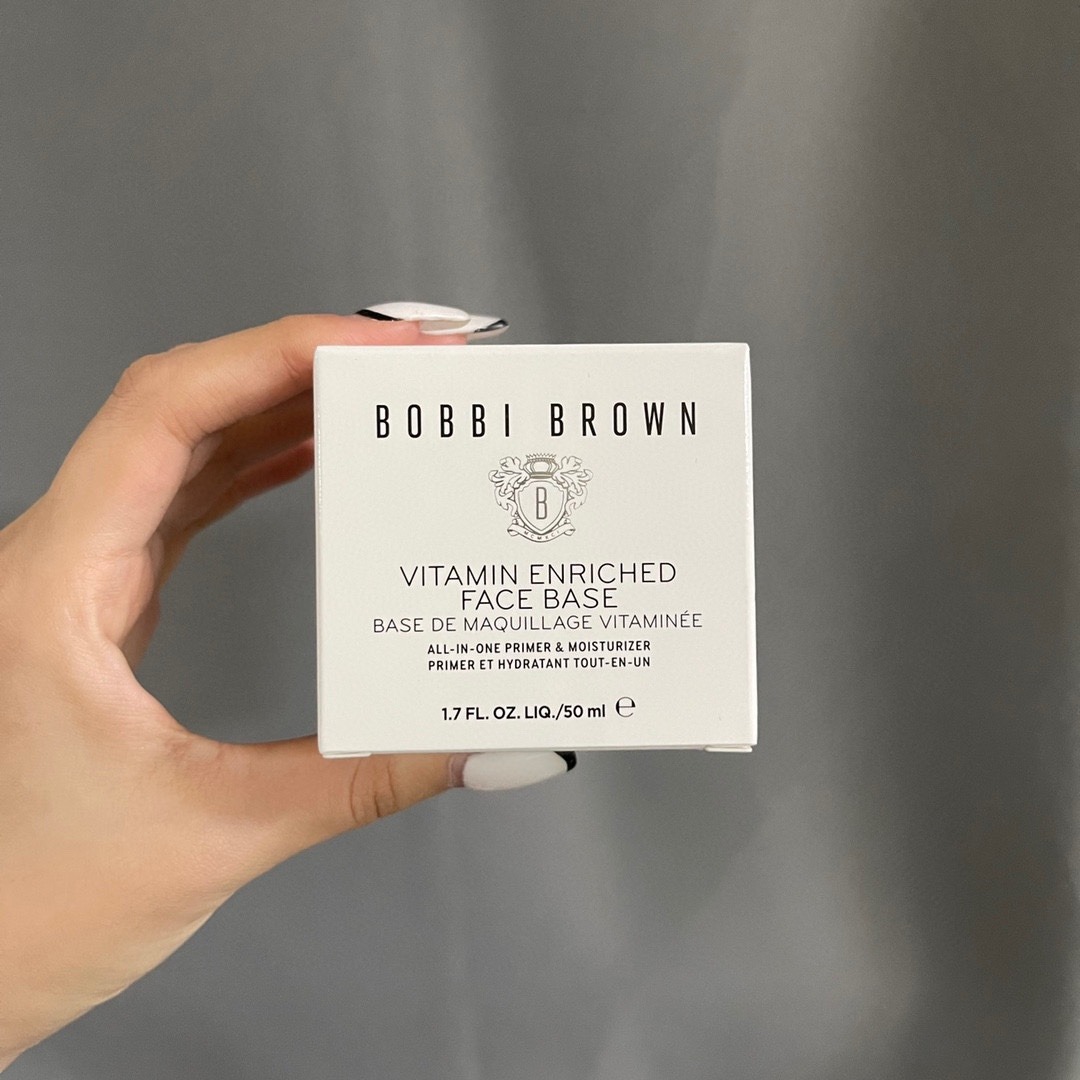 BOBBI BROWN
B
MCMXCI
VITAMIN ENRICHED
FACE BASE
BASE DE MAQUILLAGE VITAMINÉE
ALL-IN-ONE PRIMER & MOISTURIZER
PRIMER ET HYDRATANT TOUT-EN-UN
1.7 FL. OZ. LIQ./50 ml ℮